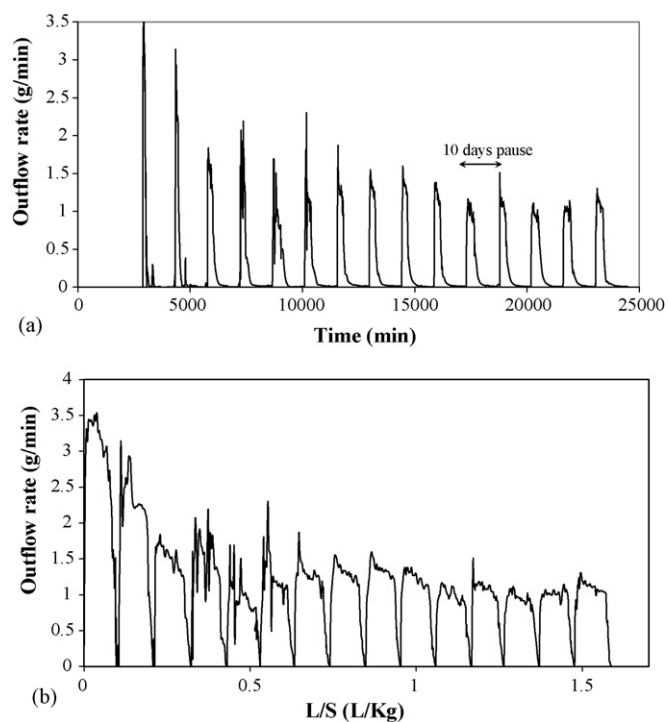 3.5
3
2.5
2
1.5
1
0.5
0
Outflow rate (g/min)
10 days pause
0 5000 10000 15000 20000 25000
Time (min)
(a)
4
3.5
3
2.5
2
1.5
1
0.5
0
Outflow rate (g/min)
0 0.5 1 1.5
L/S (L/Kg)
(b)